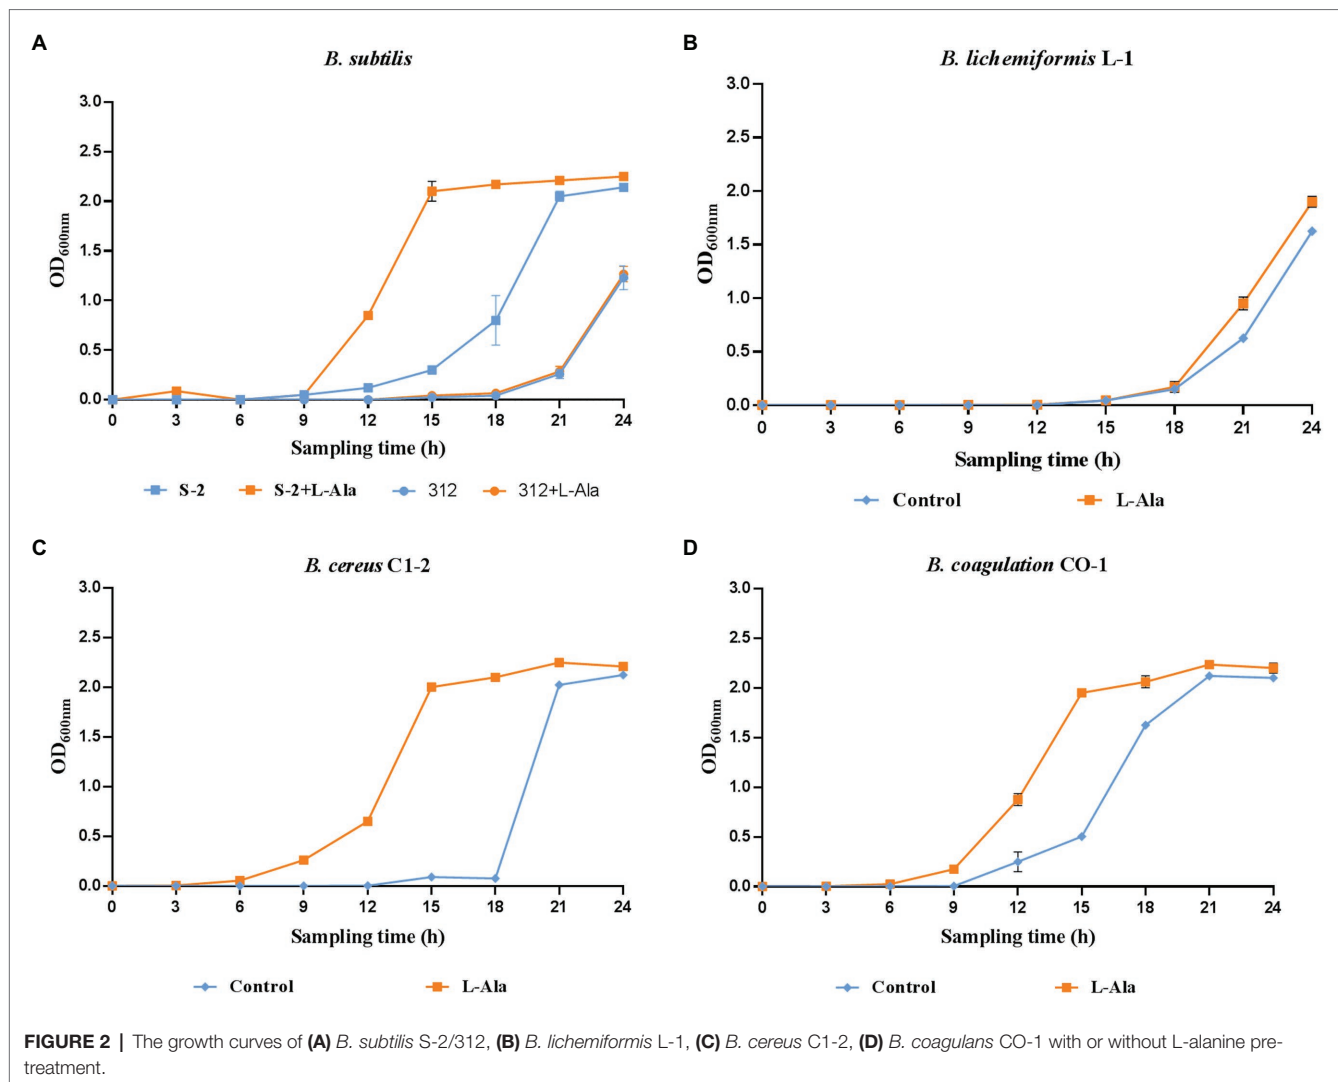 A
B. subtilis
3.0
2.5
2.0
1.5
1.0
0.5
0.0
OD600nm
0 3 6 9 12 15 18 21 24
Sampling time (h)
S-2 S-2+L-Ala 312 312+L-Ala
B
B. lichemiformis L-1
3.0
2.5
2.0
1.5
1.0
0.5
0.0
OD600nm
0 3 6 9 12 15 18 21 24
Sampling time (h)
Control L-Ala
C
B. cereus C1-2
3.0
2.5
2.0
1.5
1.0
0.5
0.0
OD600nm
0 3 6 9 12 15 18 21 24
Sampling time (h)
Control L-Ala
D
B. coagulation CO-1
3.0
2.5
2.0
1.5
1.0
0.5
0.0
OD600nm
0 3 6 9 12 15 18 21 24
Sampling time (h)
Control L-Ala
FIGURE 2 | The growth curves of (A) B. subtilis S-2/312, (B) B. lichemiformis L-1, (C) B. cereus C1-2, (D) B. coagulans CO-1 with or without L-alanine pre-
treatment.